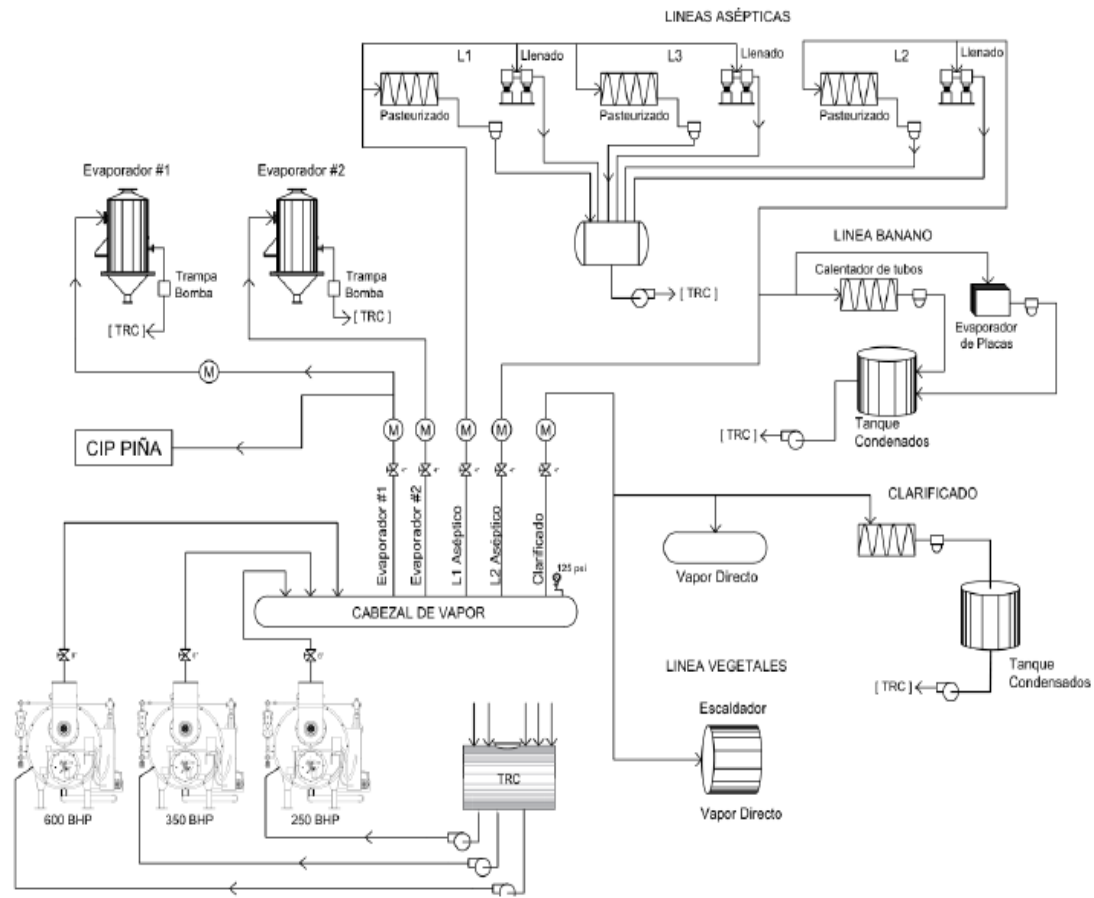 LINEAS ASÉPTICAS
L1
Llenado
L3
Llenado
L2
Llenado
Pasteurizado
Pasteurizado
Pasteurizado
Evaporador #1
Evaporador #2
Trampa
Bomba
[ TRC ]
Trampa
Bomba
[ TRC ]
[ TRC ]
LINEA BANANO
Calentador de tubos
Evaporador
de Placas
Tanque
Condenados
[ TRC ]
M
M
M
M
M
M
CIP PIÑA
Evaporador #1
Evaporador #2
L1 Aséptico
L2 Aséptico
Clarificado
125 psi
CABEZAL DE VAPOR
CLARIFICADO
Vapor Directo
Tanque
Condensados
[ TRC ]
LINEA VEGETALES
Escaldador
Vapor Directo
TRC
600 BHP
350 BHP
250 BHP